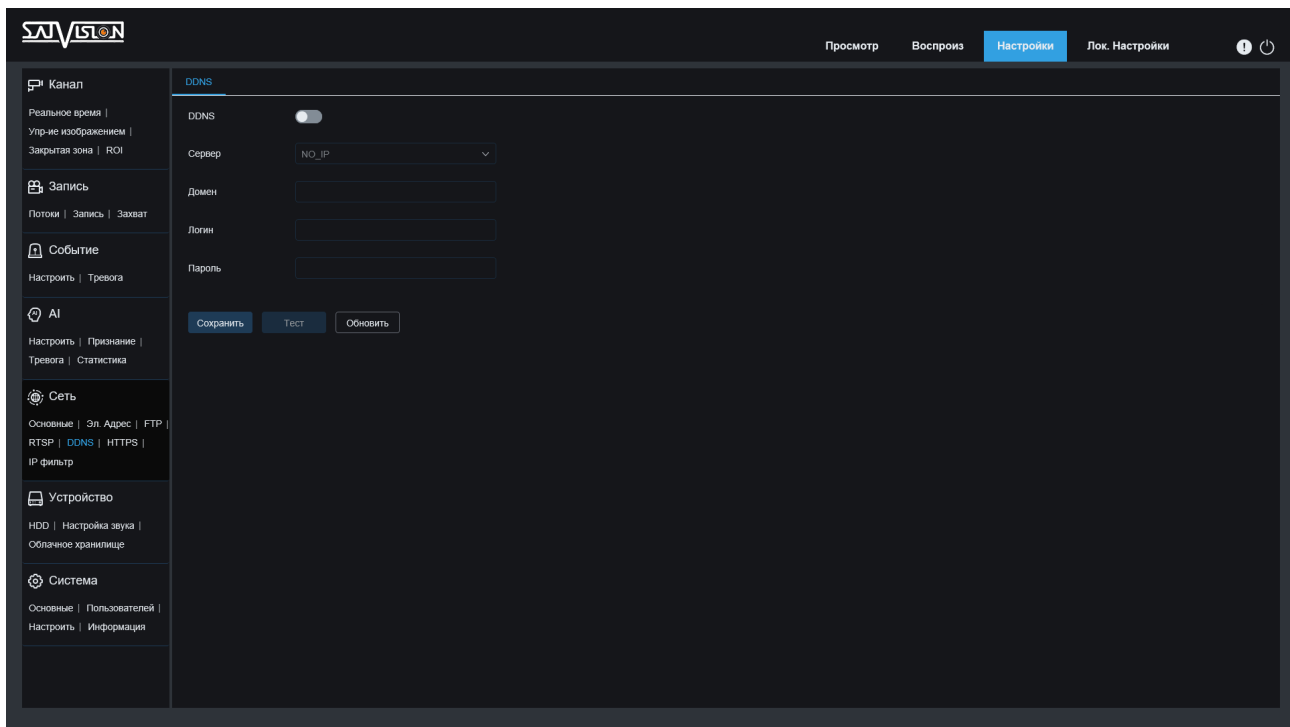 SATVISION
Просмотр Воспроиз Настройки Лок. Настройки
Канал
Реальное время |
Упр-ие изображением |
Закрытая зона | ROI
Запись
Потоки | Запись | Захват
Событие
Настроить | Тревога
AI
Настроить | Признание |
Тревога | Статистика
Сеть
Основные | Эл. Адрес | FTP |
RTSP | DDNS | HTTPS |
IP фильтр
Устройство
HDD | Настройка звука |
Облачное хранилище
Система
Основные | Пользователей |
Настроить | Информация
DDNS
DDNS
Сервер NO_IP
Домен
Логин
Пароль
Сохранить Тест Обновить